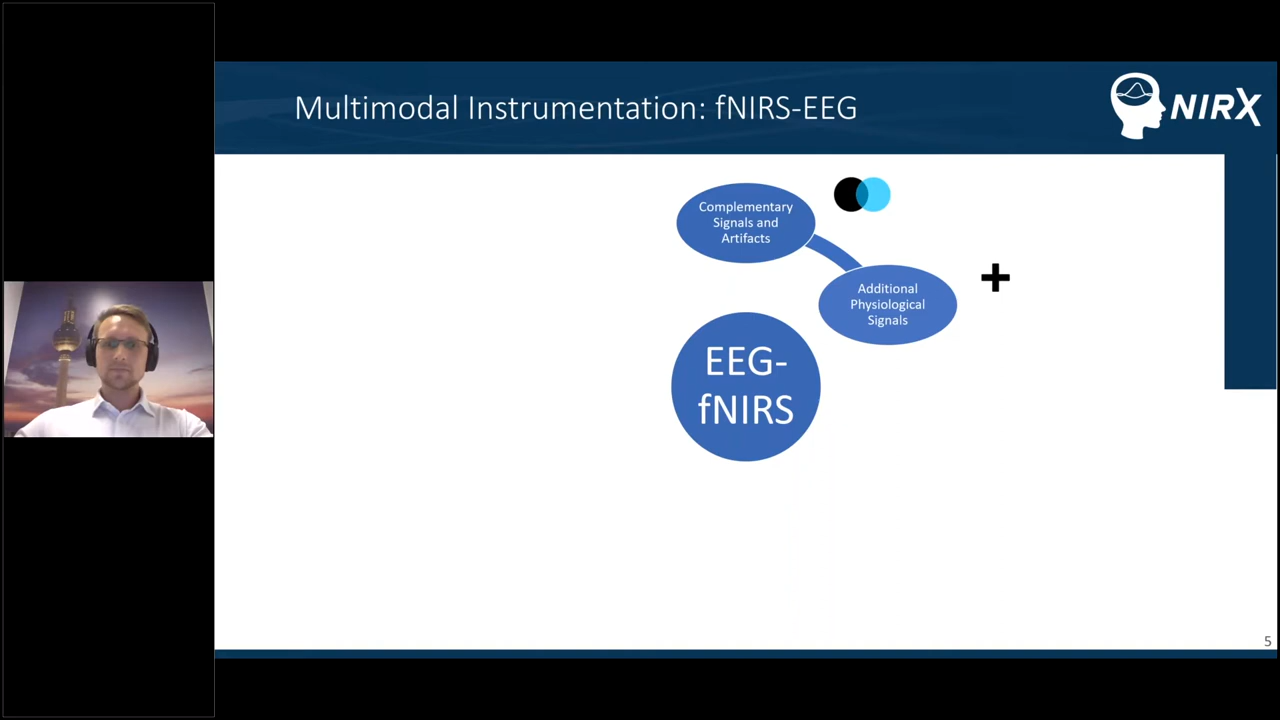 Multimodal Instrumentation: fNIRS-EEG
NIRX
Complementary
Signals and
Artifacts
Additional
Physiological
Signals
EEG-
fNIRS
5